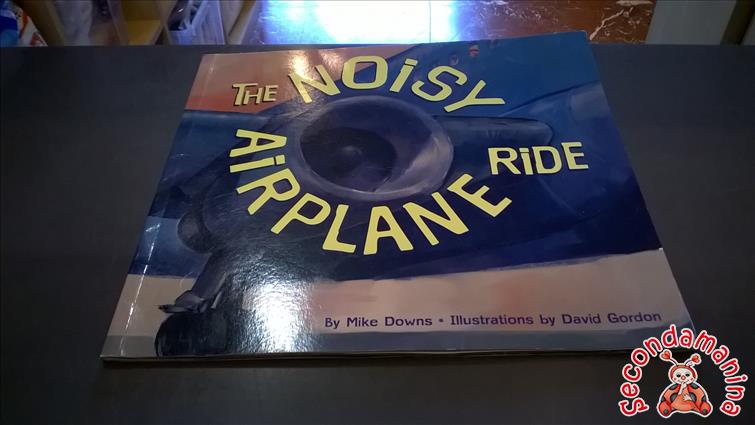 THE NOiSY
AiRPLANE RiDE
By Mike Downs • Illustrations by David Gordon
secondamanina